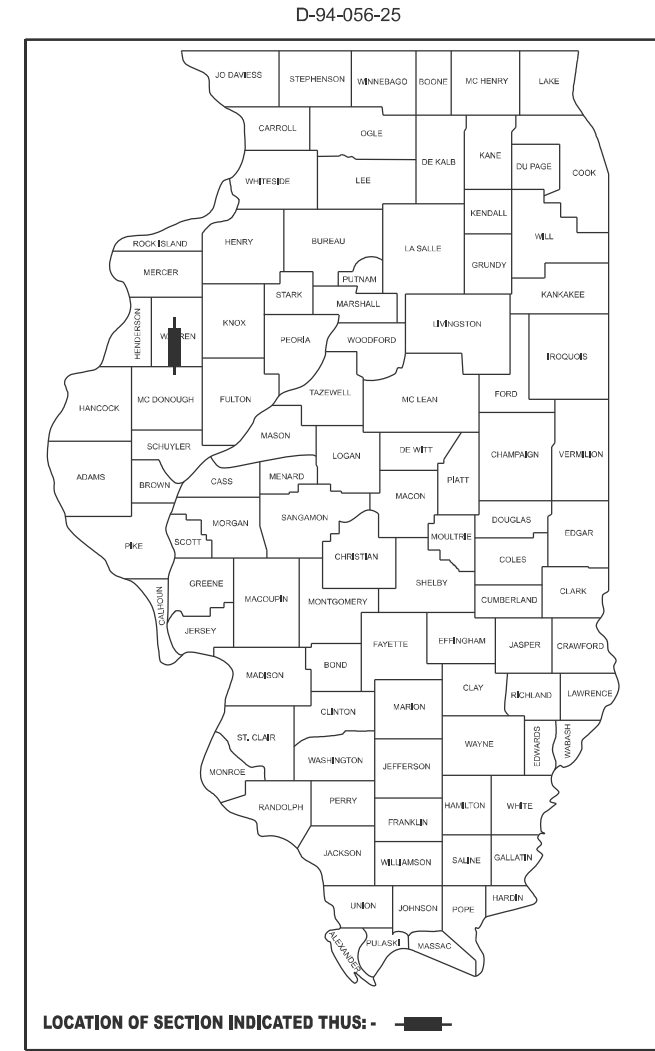 D-94-056-25
JO DAVIESS
STEPHENSON
WINNEBAGO
BOONE
MC HENRY
LAKE
CARROLL
OGLE
DE KALB
KANE
DU PAGE
COOK
WHITESIDE
LEE
KENDALL
ROCK ISLAND
HENRY
BUREAU
LA SALLE
WILL
GRUNDY
MERCER
PUTNAM
STARK
MARSHALL
KANKAKEE
HENDERSON
KNOX
PEORIA
WOODFORD
LIVINGSTON
IROQUOIS
HANCOCK
MC DONOUGH
FULTON
TAZEWELL
MC LEAN
FORD
MASON
SCHUYLER
LOGAN
DE WITT
CHAMPAIGN
VERMILION
ADAMS
BROWN
CASS
MENARD
PIATT
MACON
MORGAN
SANGAMON
DOUGLAS
PIKE
SCOTT
CHRISTIAN
MOULTRIE
COLES
EDGAR
GREENE
SHELBY
CALHOUN
MACOUPIN
MONTGOMERY
CUMBERLAND
CLARK
JERSEY
FAYETTE
EFFINGHAM
JASPER
CRAWFORD
BOND
MADISON
CLAY
RICHLAND
LAWRENCE
CLINTON
MARION
ST. CLAIR
WAYNE
EDWARDS
WABASH
WASHINGTON
JEFFERSON
MONROE
RANDOLPH
PERRY
HAMILTON
WHITE
FRANKLIN
JACKSON
WILLIAMSON
SALINE
GALLATIN
HARDIN
UNION
JOHNSON
POPE
ALEXANDER
PULASKI
MASSAC
LOCATION OF SECTION INDICATED THUS: -